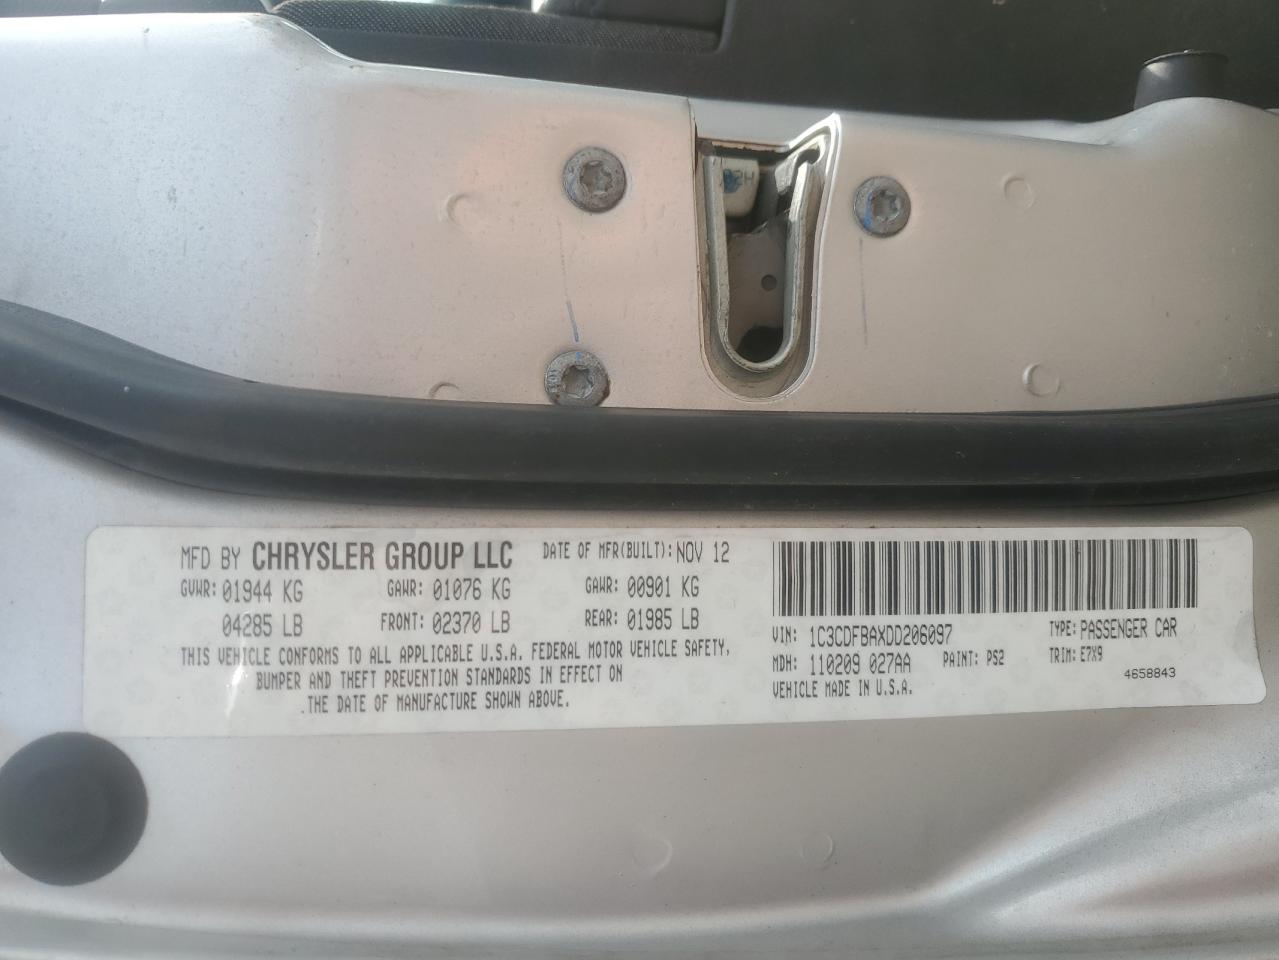 MFD BY CHRYSLER GROUP LLC DATE OF MFR(BUILT): NOV 12
GVWR: 01944 KG GAWR: 01076 KG GAWR: 00901 KG
04285 LB FRONT: 02370 LB REAR: 01985 LB
THIS VEHICLE CONFORMS TO ALL APPLICABLE U.S.A. FEDERAL MOTOR VEHICLE SAFETY,
BUMPER AND THEFT PREVENTION STANDARDS IN EFFECT ON
THE DATE OF MANUFACTURE SHOWN ABOVE.
VIN: 1C3CDFBAXDD206097 TYPE: PASSENGER CAR
MDH: 110209 027AA PAINT: PS2 TRIM: E7X9
VEHICLE MADE IN U.S.A. 4658843